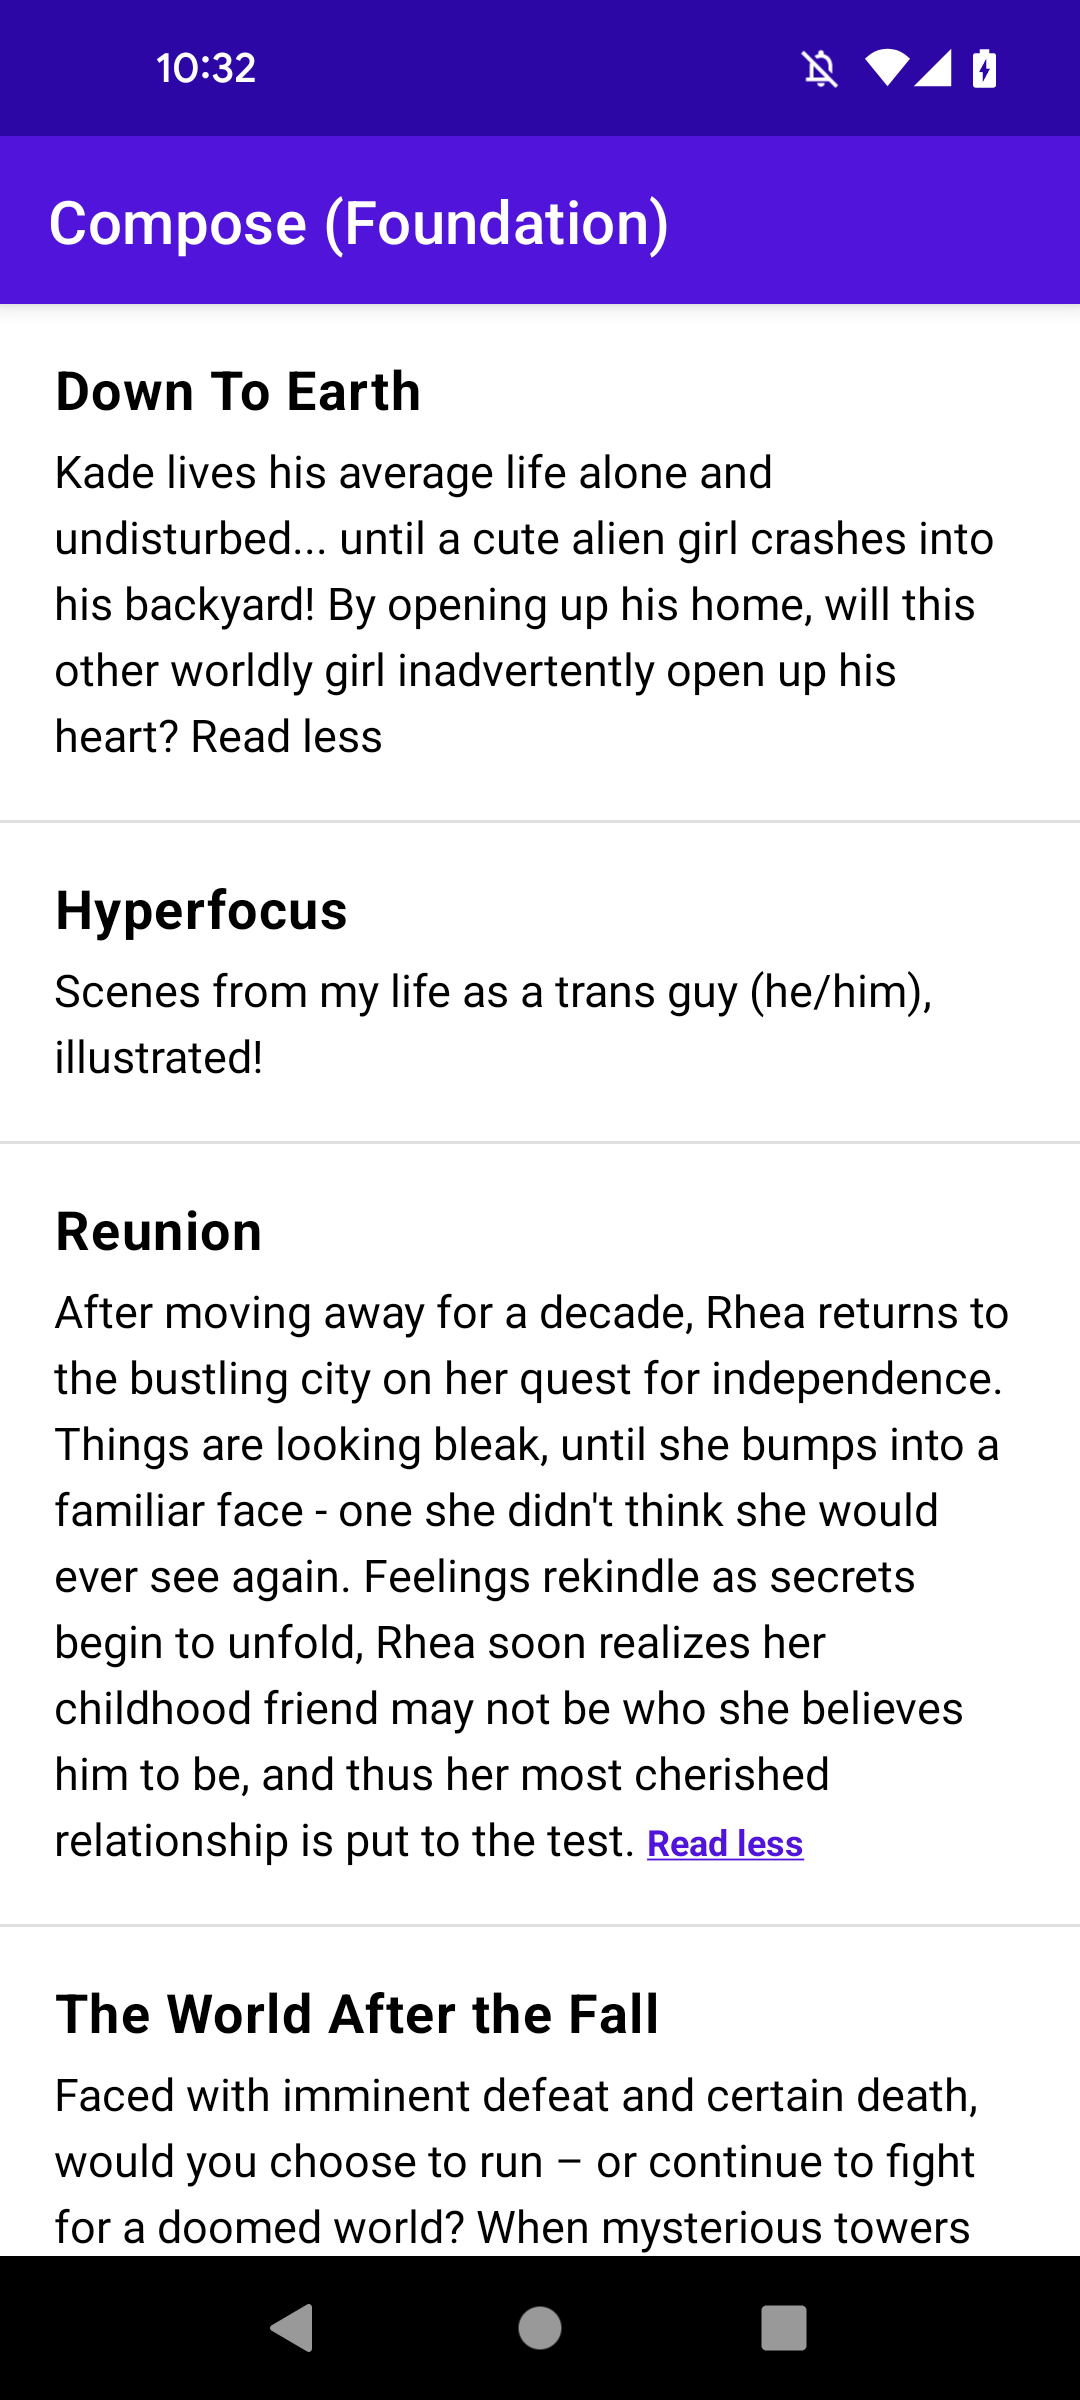 10:32
Compose (Foundation)
Down To Earth
Kade lives his average life alone and
undisturbed... until a cute alien girl crashes into
his backyard! By opening up his home, will this
other worldly girl inadvertently open up his
heart? Read less
Hyperfocus
Scenes from my life as a trans guy (he/him),
illustrated!
Reunion
After moving away for a decade, Rhea returns to
the bustling city on her quest for independence.
Things are looking bleak, until she bumps into a
familiar face - one she didn't think she would
ever see again. Feelings rekindle as secrets
begin to unfold, Rhea soon realizes her
childhood friend may not be who she believes
him to be, and thus her most cherished
relationship is put to the test. Read less
The World After the Fall
Faced with imminent defeat and certain death,
would you choose to run – or continue to fight
for a doomed world? When mysterious towers